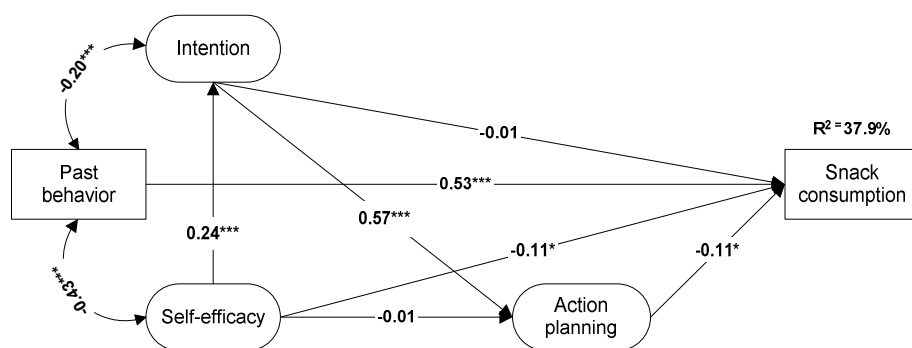 Intention
-0.20***
-0.01
R² = 37.9%
Past
behavior
0.53***
Snack
consumption
0.57***
0.24***
-0.11*
-0.11*
-0.43***
Self-efficacy
-0.01
Action
planning